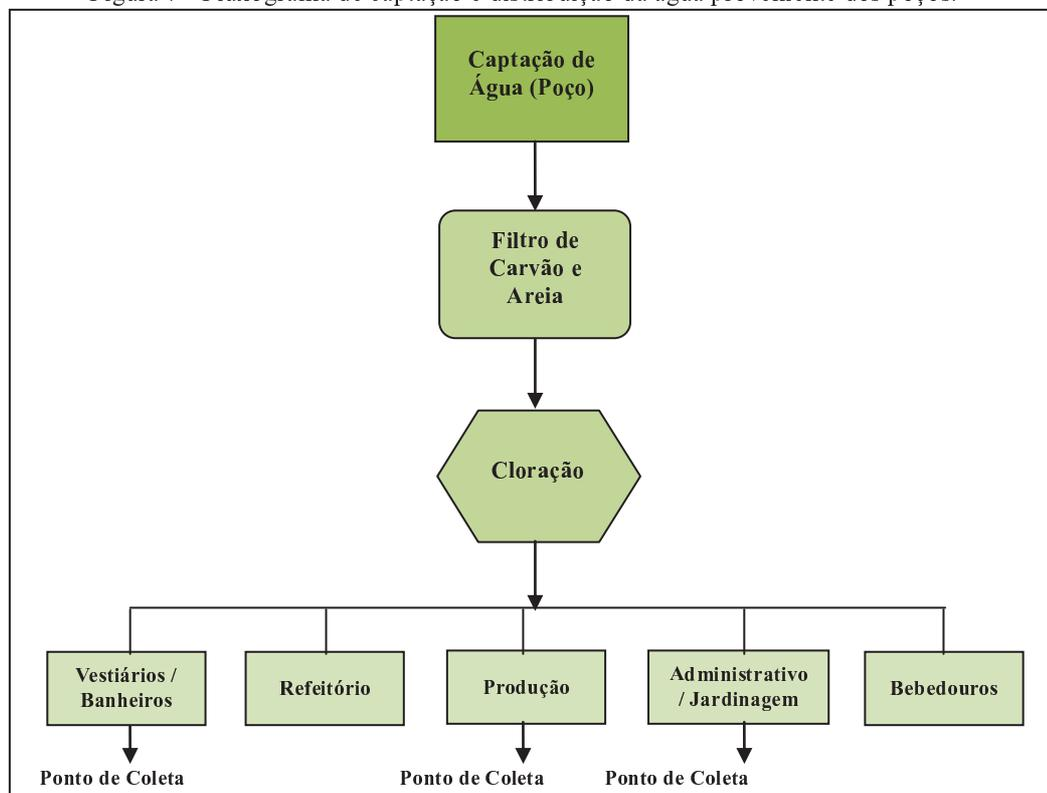 Captação de
Água (Poço)
Filtro de
Carvão e
Areia
Cloração
Vestiários /
Banheiros
Refeitório
Produção
Administrativo
/ Jardinagem
Bebedouros
Ponto de Coleta
Ponto de Coleta
Ponto de Coleta